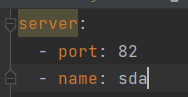 server:
  - port: 82
  - name: sda